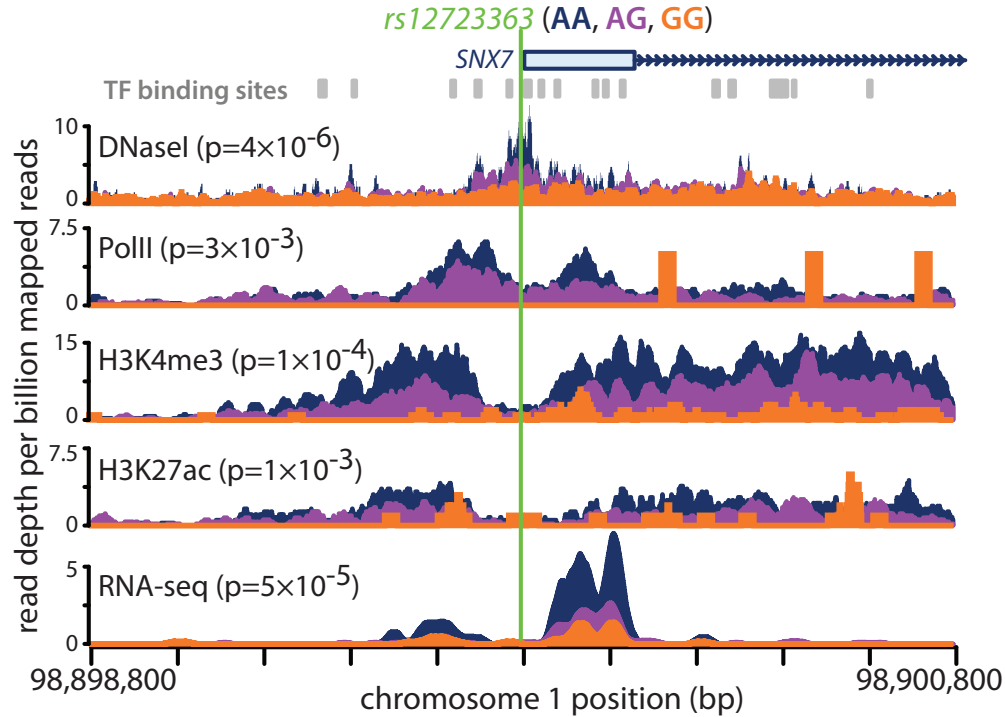 rs12723363 (AA, AG, GG)
SNX7
TF binding sites
read depth per billion mapped reads
10
0
DNaseI (p=4×10⁻⁶)
7.5
0
PolII (p=3×10⁻³)
15
0
H3K4me3 (p=1×10⁻⁴)
7.5
0
H3K27ac (p=1×10⁻³)
5
0
RNA-seq (p=5×10⁻⁵)
98,898,800
98,900,800
chromosome 1 position (bp)